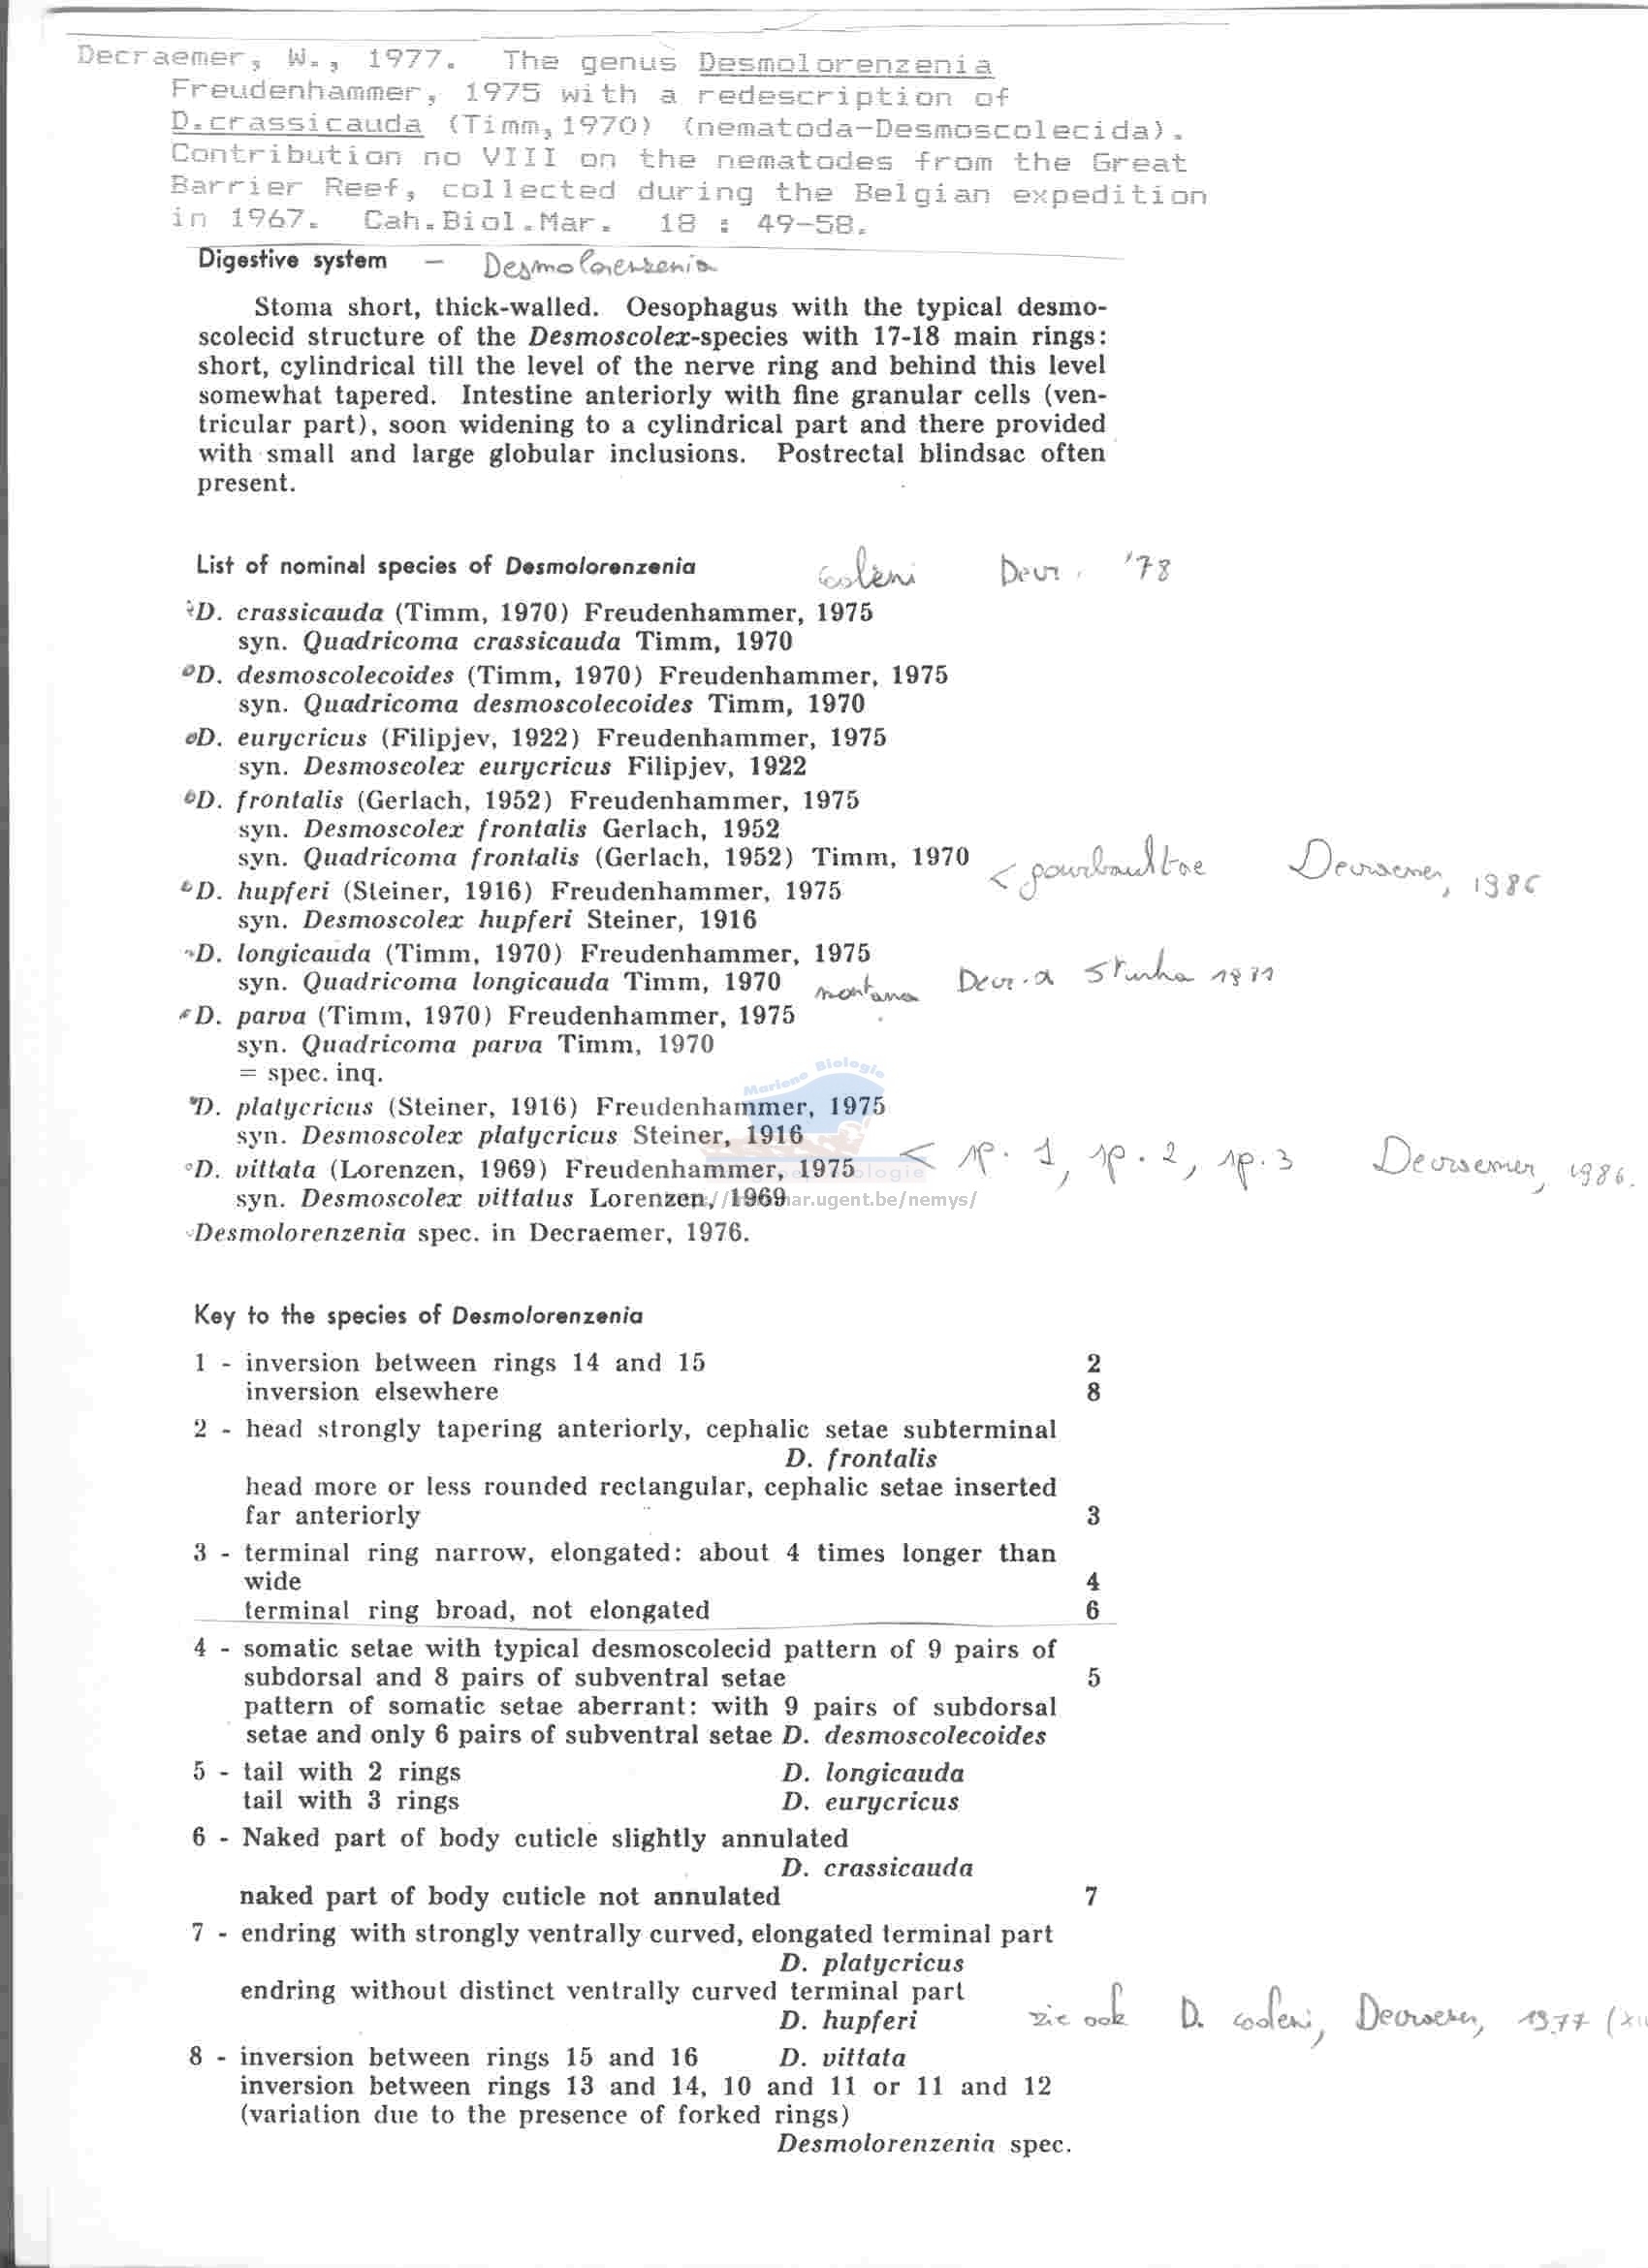 Decraemer, W., 1977. The genus Desmolorenzenia
Freudenhammer, 1975 with a redescription of
D.crassicauda (Timm,1970) (nematoda-Desmoscolecida).
Contribution no VIII on the nematodes from the Great
Barrier Reef, collected during the Belgian expedition
in 1967. Cah.Biol.Mar. 18 : 49-58.
Digestive system — Desmolorenzenia
Stoma short, thick-walled. Oesophagus with the typical desmo-
scolecid structure of the Desmoscolex-species with 17-18 main rings:
short, cylindrical till the level of the nerve ring and behind this level
somewhat tapered. Intestine anteriorly with fine granular cells (ven-
tricular part), soon widening to a cylindrical part and there provided
with small and large globular inclusions. Postrectal blindsac often
present.
List of nominal species of Desmolorenzenia
cooleni Decr. '78
D. crassicauda (Timm, 1970) Freudenhammer, 1975
syn. Quadricoma crassicauda Timm, 1970
D. desmoscolecoides (Timm, 1970) Freudenhammer, 1975
syn. Quadricoma desmoscolecoides Timm, 1970
D. eurycricus (Filipjev, 1922) Freudenhammer, 1975
syn. Desmoscolex eurycricus Filipjev, 1922
D. frontalis (Gerlach, 1952) Freudenhammer, 1975
syn. Desmoscolex frontalis Gerlach, 1952
syn. Quadricoma frontalis (Gerlach, 1952) Timm, 1970
< gourbaultae Decraemer, 1986
D. hupferi (Steiner, 1916) Freudenhammer, 1975
syn. Desmoscolex hupferi Steiner, 1916
D. longicauda (Timm, 1970) Freudenhammer, 1975
syn. Quadricoma longicauda Timm, 1970
montana Decr.
D. parva (Timm, 1970) Freudenhammer, 1975
syn. Quadricoma parva Timm, 1970
= spec. inq.
Mariene Biologie
D. platycricus (Steiner, 1916) Freudenhammer, 1975
syn. Desmoscolex platycricus Steiner, 1916
< sp. 1, sp. 2, sp. 3 Decraemer, 1986.
D. vittata (Lorenzen, 1969) Freudenhammer, 1975
syn. Desmoscolex vittatus Lorenzen, 1969
ar.ugent.be/nemys/
Desmolorenzenia spec. in Decraemer, 1976.
Key to the species of Desmolorenzenia
1 - inversion between rings 14 and 15 2
inversion elsewhere 8
2 - head strongly tapering anteriorly, cephalic setae subterminal
D. frontalis
head more or less rounded rectangular, cephalic setae inserted
far anteriorly 3
3 - terminal ring narrow, elongated: about 4 times longer than
wide 4
terminal ring broad, not elongated 6
4 - somatic setae with typical desmoscolecid pattern of 9 pairs of
subdorsal and 8 pairs of subventral setae 5
pattern of somatic setae aberrant: with 9 pairs of subdorsal
setae and only 6 pairs of subventral setae D. desmoscolecoides
5 - tail with 2 rings D. longicauda
tail with 3 rings D. eurycricus
6 - Naked part of body cuticle slightly annulated
D. crassicauda
naked part of body cuticle not annulated 7
7 - endring with strongly ventrally curved, elongated terminal part
D. platycricus
endring without distinct ventrally curved terminal part
D. hupferi
zie ook D. cooleni, Decraemer, 1977
8 - inversion between rings 15 and 16 D. vittata
inversion between rings 13 and 14, 10 and 11 or 11 and 12
(variation due to the presence of forked rings)
Desmolorenzenia spec.